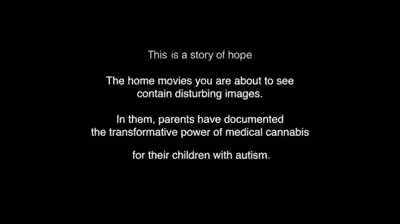 This is a story of hope
The home movies you are about to see
contain disturbing images.
In them, parents have documented
the transformative power of medical cannabis
for their children with autism.